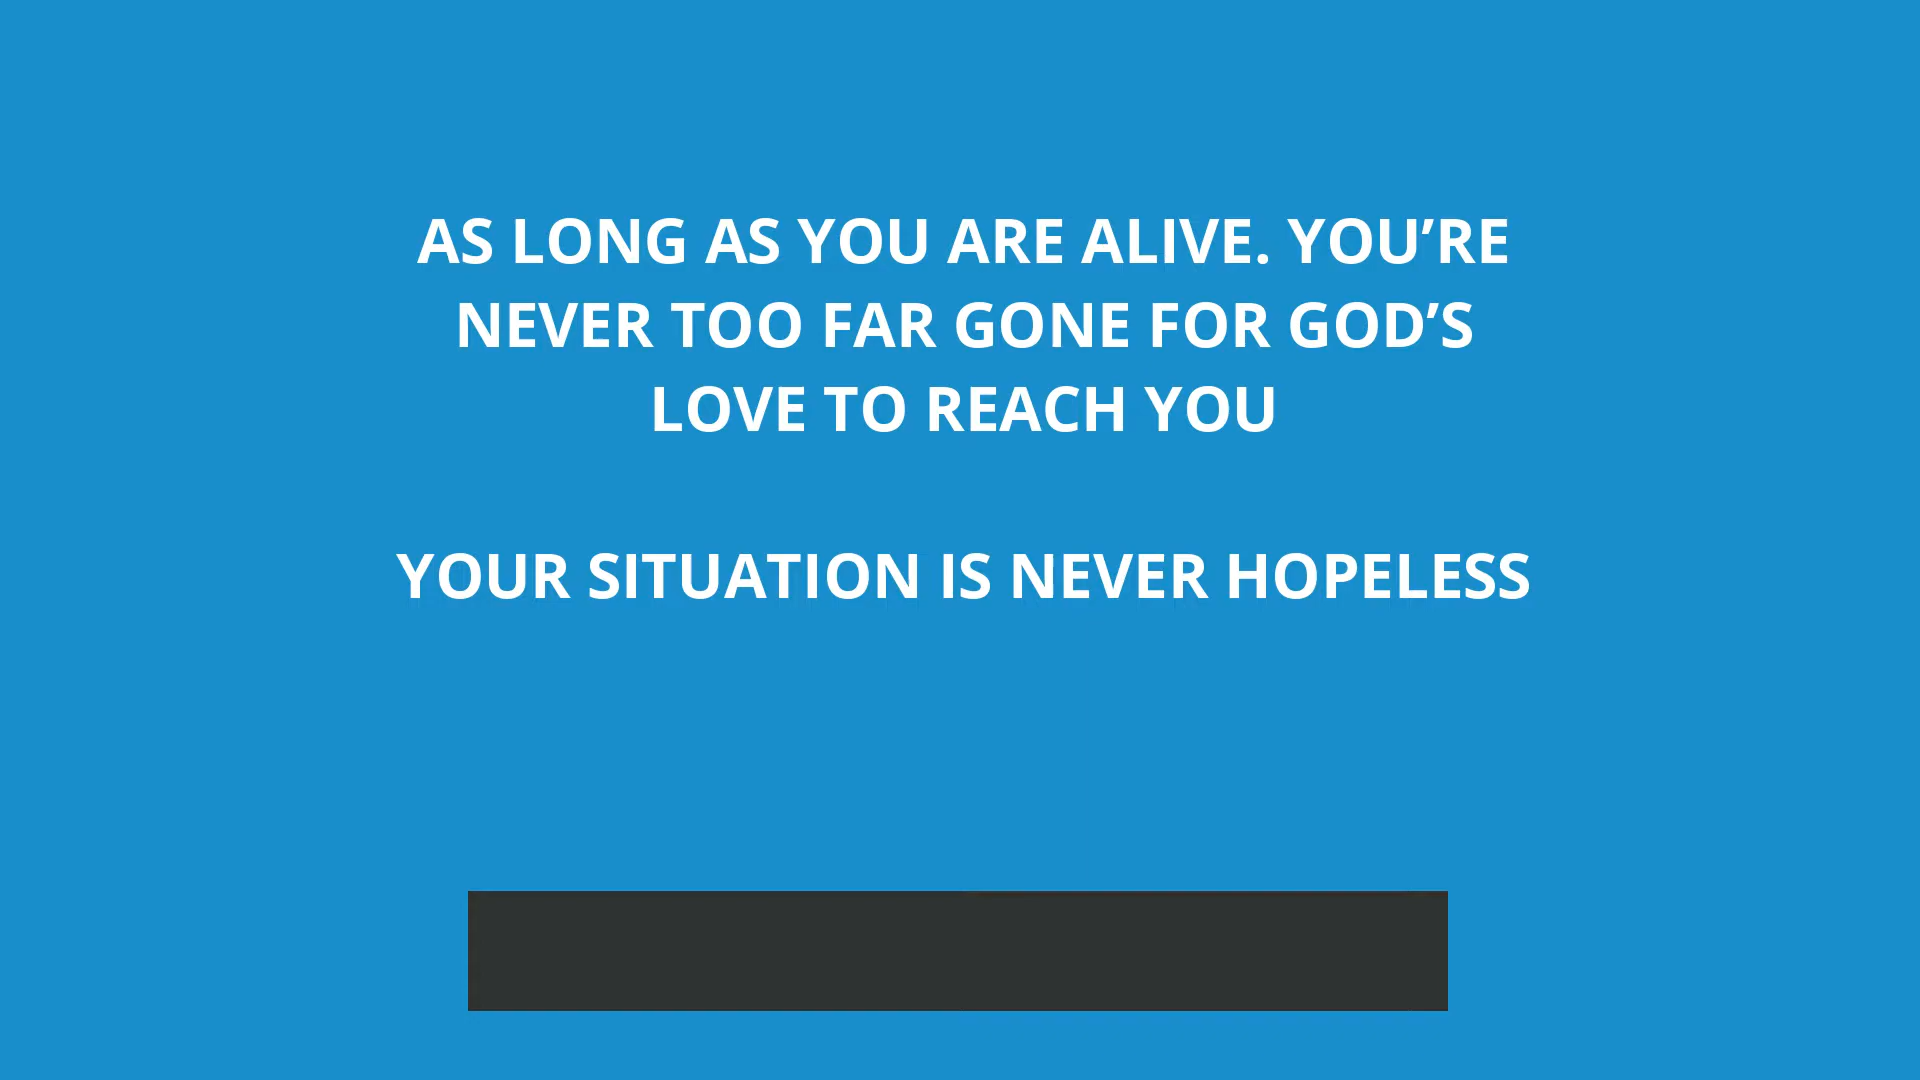 AS LONG AS YOU ARE ALIVE. YOU’RE
NEVER TOO FAR GONE FOR GOD’S
LOVE TO REACH YOU
YOUR SITUATION IS NEVER HOPELESS